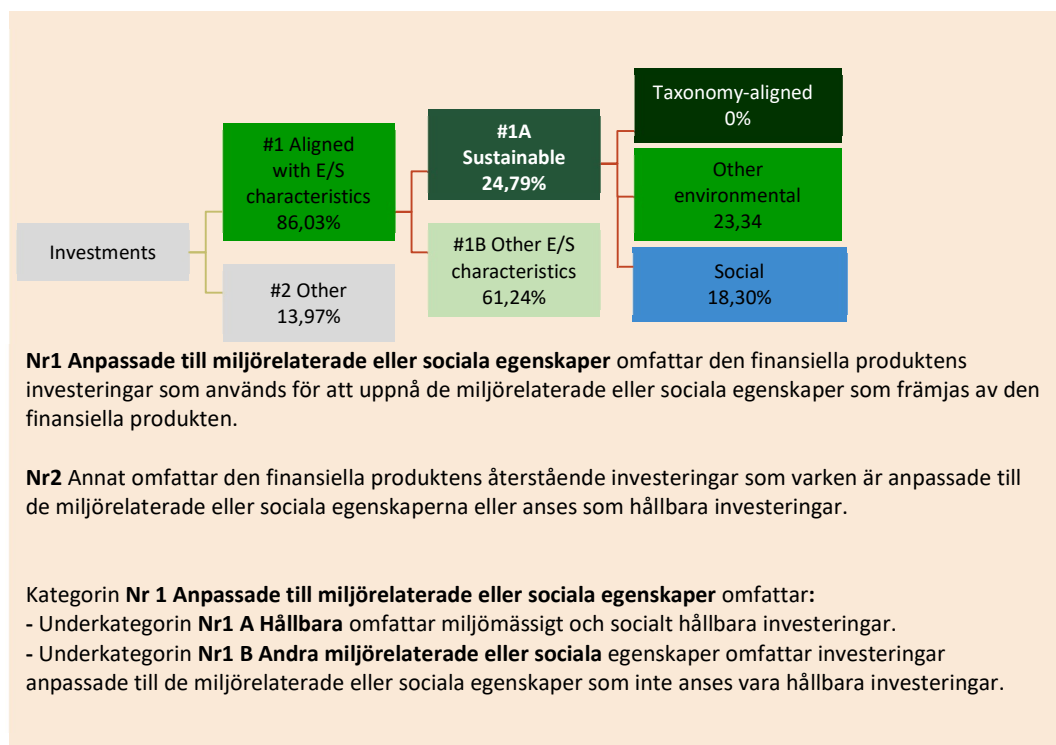 Investments
#1 Aligned
with E/S
characteristics
86,03%
#2 Other
13,97%
#1A
Sustainable
24,79%
#1B Other E/S
characteristics
61,24%
Taxonomy-aligned
0%
Other
environmental
23,34
Social
18,30%
Nr1 Anpassade till miljörelaterade eller sociala egenskaper omfattar den finansiella produktens
investeringar som används för att uppnå de miljörelaterade eller sociala egenskaper som främjas av den
finansiella produkten.
Nr2 Annat omfattar den finansiella produktens återstående investeringar som varken är anpassade till
de miljörelaterade eller sociala egenskaperna eller anses som hållbara investeringar.
Kategorin Nr 1 Anpassade till miljörelaterade eller sociala egenskaper omfattar:
- Underkategorin Nr1 A Hållbara omfattar miljömässigt och socialt hållbara investeringar.
- Underkategorin Nr1 B Andra miljörelaterade eller sociala egenskaper omfattar investeringar
anpassade till de miljörelaterade eller sociala egenskaper som inte anses vara hållbara investeringar.